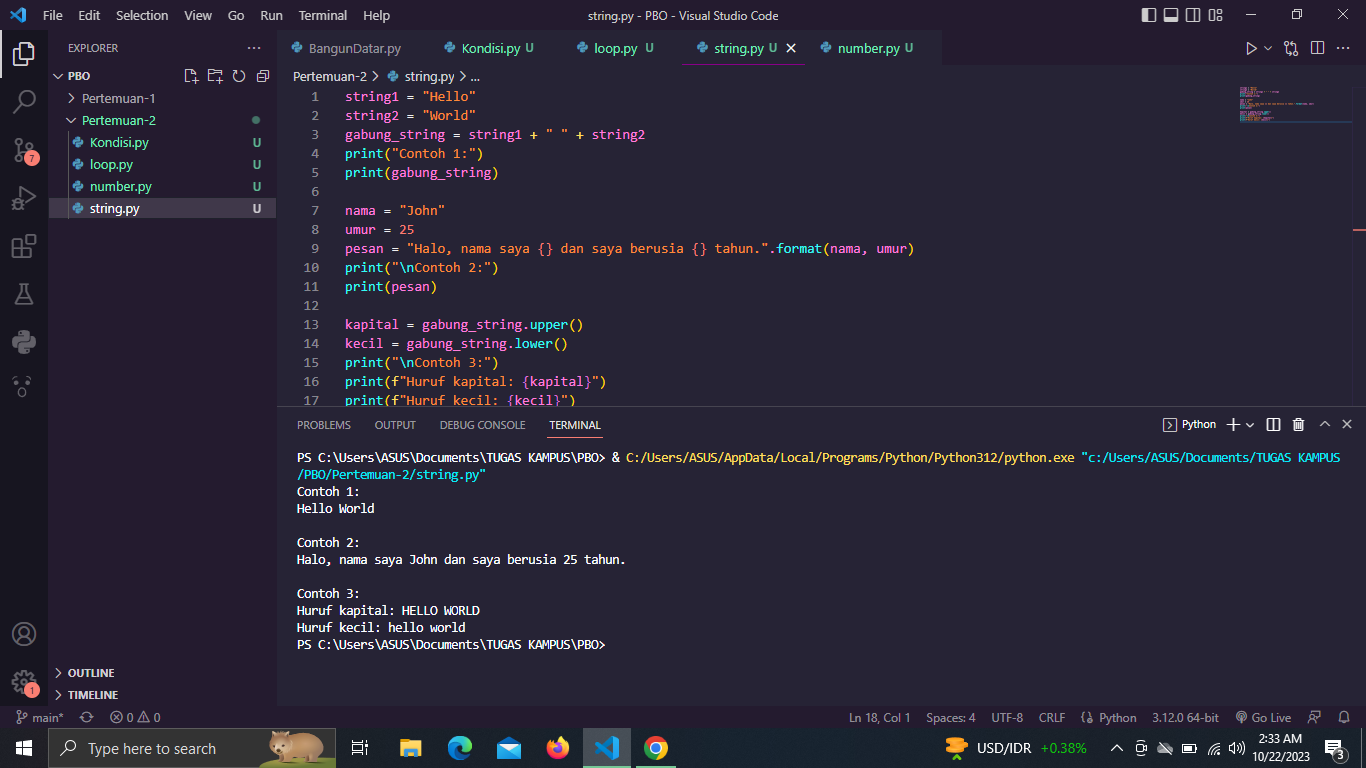 File Edit Selection View Go Run Terminal Help string.py - PBO - Visual Studio Code
EXPLORER
PBO
Pertemuan-1
Pertemuan-2
Kondisi.py U
loop.py U
number.py U
string.py U
OUTLINE
TIMELINE
7
1
BangunDatar.py Kondisi.py U loop.py U string.py U number.py U
Pertemuan-2 > string.py > ...
1 string1 = "Hello"
2 string2 = "World"
3 gabung_string = string1 + " " + string2
4 print("Contoh 1:")
5 print(gabung_string)
6
7 nama = "John"
8 umur = 25
9 pesan = "Halo, nama saya {} dan saya berusia {} tahun.".format(nama, umur)
10 print("\nContoh 2:")
11 print(pesan)
12
13 kapital = gabung_string.upper()
14 kecil = gabung_string.lower()
15 print("\nContoh 3:")
16 print(f"Huruf kapital: {kapital}")
17 print(f"Huruf kecil: {kecil}")
PROBLEMS OUTPUT DEBUG CONSOLE TERMINAL Python
PS C:\Users\ASUS\Documents\TUGAS KAMPUS\PBO> & C:/Users/ASUS/AppData/Local/Programs/Python/Python312/python.exe "c:/Users/ASUS/Documents/TUGAS KAMPUS
/PBO/Pertemuan-2/string.py"
Contoh 1:
Hello World
Contoh 2:
Halo, nama saya John dan saya berusia 25 tahun.
Contoh 3:
Huruf kapital: HELLO WORLD
Huruf kecil: hello world
PS C:\Users\ASUS\Documents\TUGAS KAMPUS\PBO>
main* 0 0 Ln 18, Col 1 Spaces: 4 UTF-8 CRLF Python 3.12.0 64-bit Go Live
Type here to search USD/IDR +0.38% 2:33 AM
10/22/2023 3